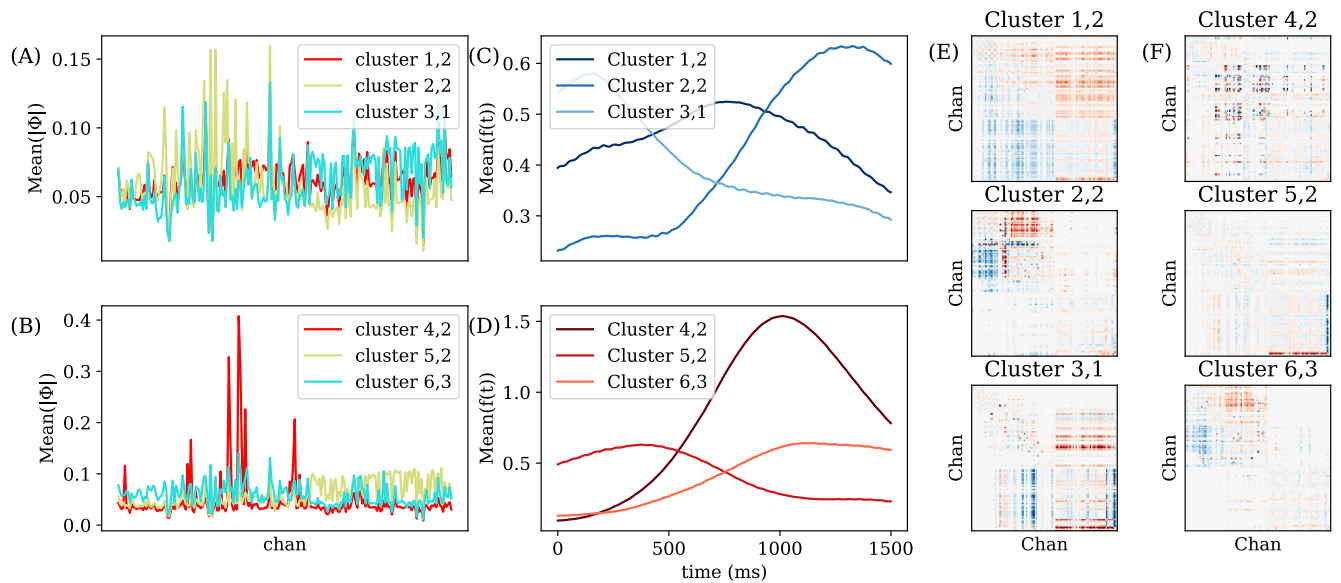 (A)
Mean(|Φ|)
0.15
0.10
0.05
cluster 1,2
cluster 2,2
cluster 3,1
(B)
Mean(|Φ|)
0.4
0.3
0.2
0.1
0.0
cluster 4,2
cluster 5,2
cluster 6,3
chan
(C)
Mean(f(t))
0.6
0.5
0.4
0.3
Cluster 1,2
Cluster 2,2
Cluster 3,1
(D)
Mean(f(t))
1.5
1.0
0.5
Cluster 4,2
Cluster 5,2
Cluster 6,3
0
500
1000
1500
time (ms)
(E)
Cluster 1,2
Chan
Cluster 2,2
Chan
Cluster 3,1
Chan
Chan
(F)
Cluster 4,2
Chan
Cluster 5,2
Chan
Cluster 6,3
Chan
Chan